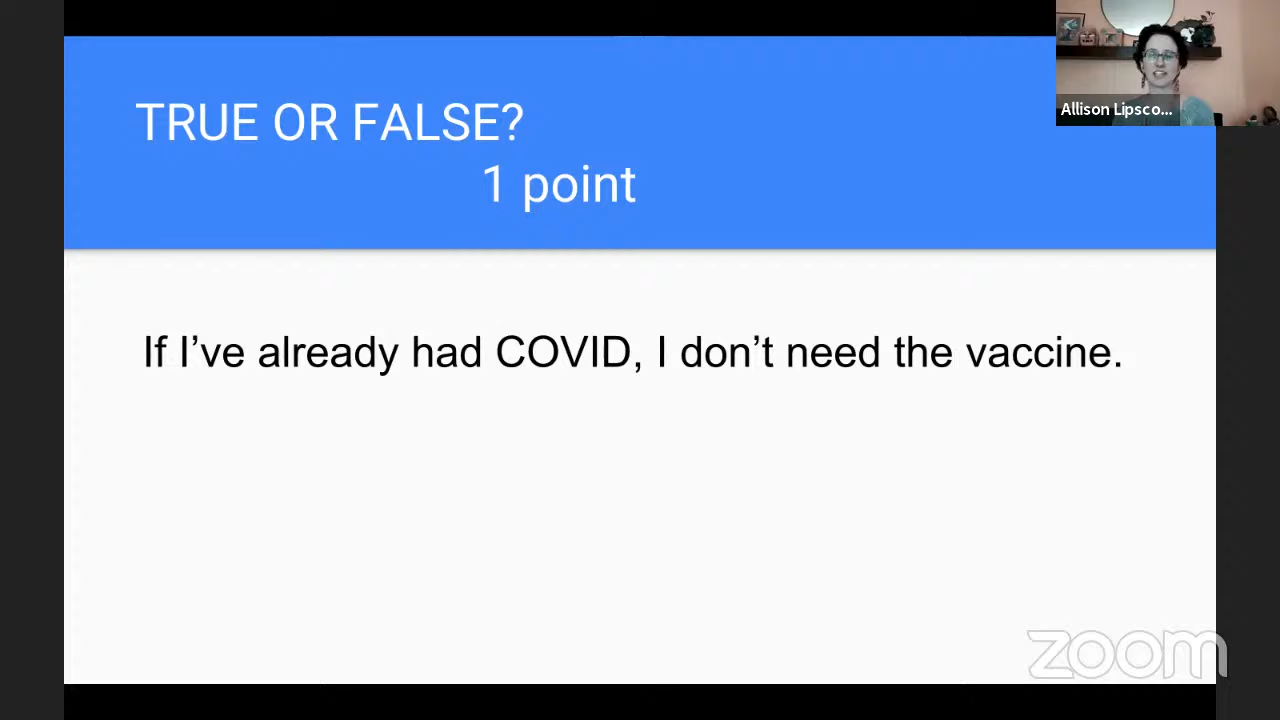 TRUE OR FALSE?
1 point
Allison Lipsco...
If I've already had COVID, I don't need the vaccine.
zoom